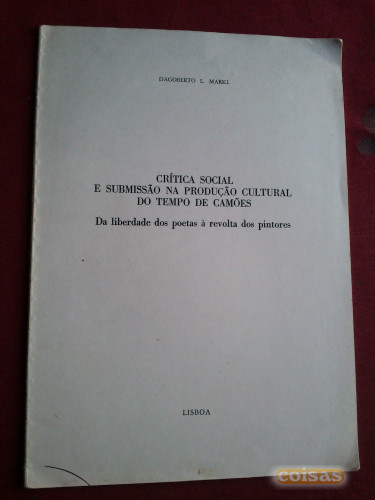 DAGOBERTO L. MARKL
CRÍTICA SOCIAL
E SUBMISSÃO NA PRODUÇÃO CULTURAL
DO TEMPO DE CAMÕES
Da liberdade dos poetas à revolta dos pintores
LISBOA
coisas